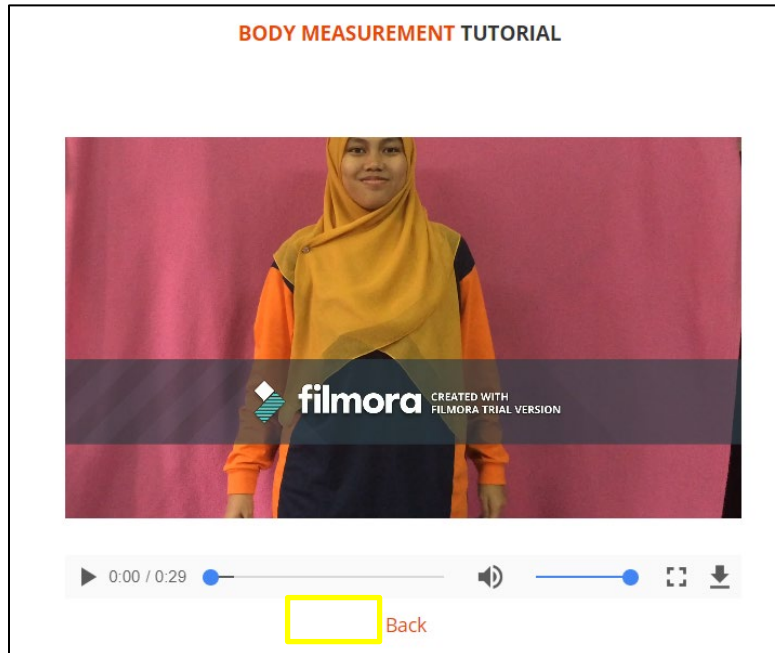 BODY MEASUREMENT TUTORIAL
filmora CREATED WITH
FILMORA TRIAL VERSION
0:00 / 0:29
Back